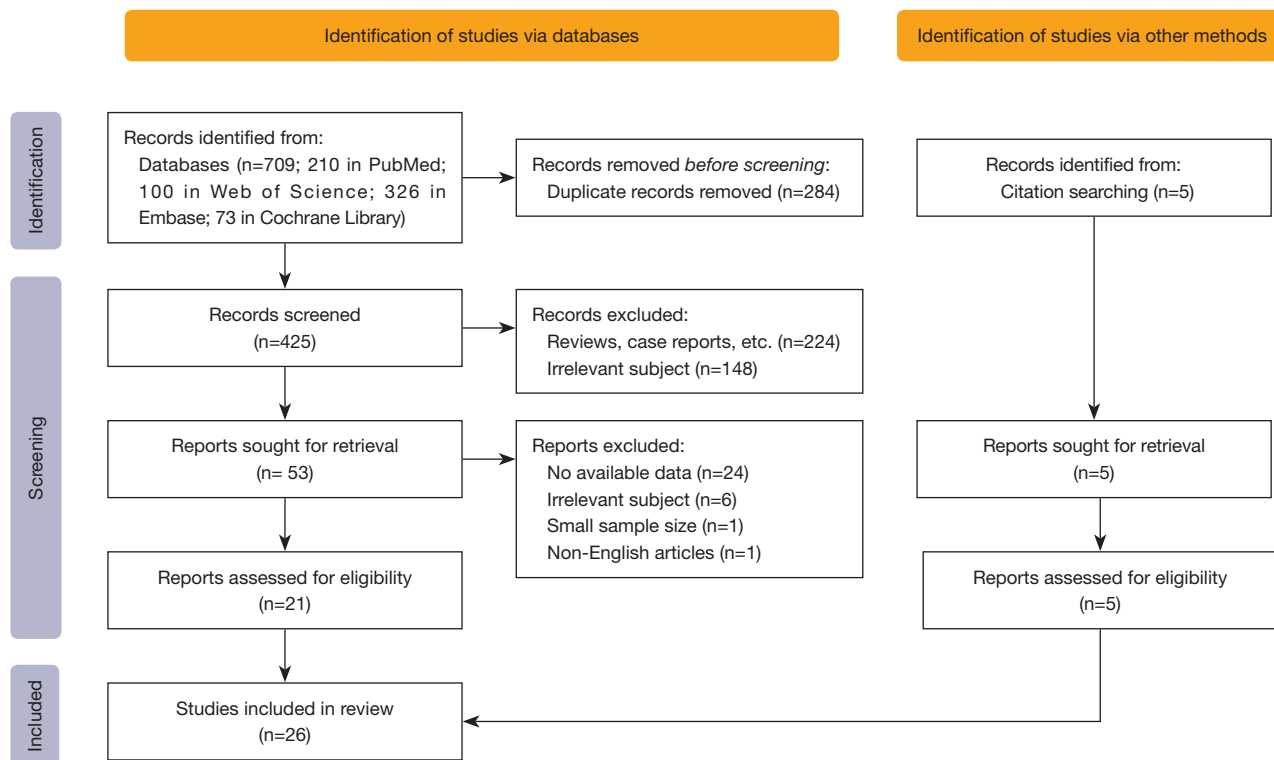 Identification of studies via databases
Identification of studies via other methods
Identification
Records identified from:
Databases (n=709; 210 in PubMed;
100 in Web of Science; 326 in
Embase; 73 in Cochrane Library)
Records removed before screening:
Duplicate records removed (n=284)
Records identified from:
Citation searching (n=5)
Screening
Records screened
(n=425)
Records excluded:
Reviews, case reports, etc. (n=224)
Irrelevant subject (n=148)
Reports sought for retrieval
(n= 53)
Reports excluded:
No available data (n=24)
Irrelevant subject (n=6)
Small sample size (n=1)
Non-English articles (n=1)
Reports sought for retrieval
(n=5)
Reports assessed for eligibility
(n=21)
Reports assessed for eligibility
(n=5)
Included
Studies included in review
(n=26)